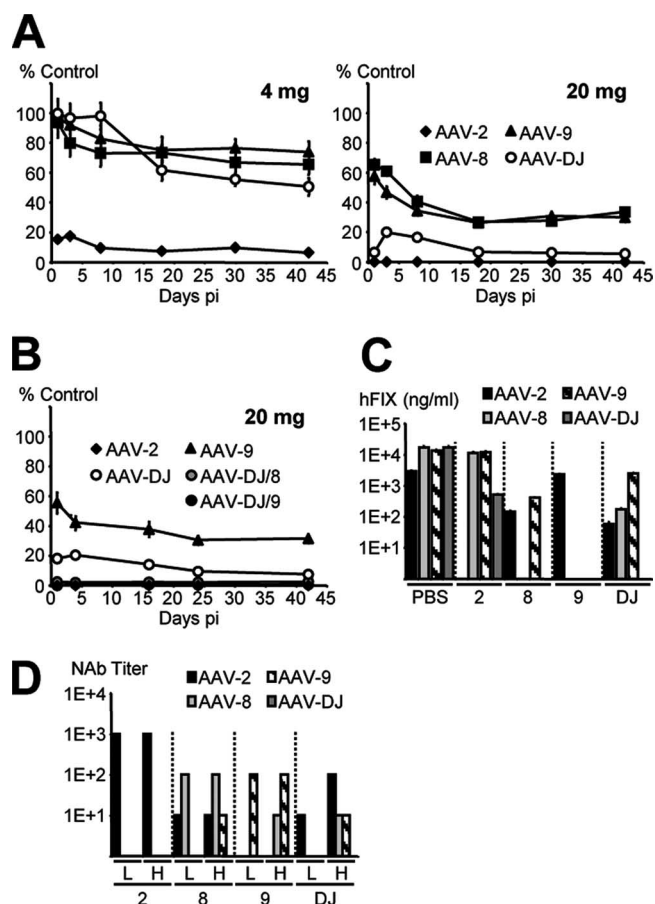 A
% Control
4 mg
100
80
60
40
20
0
0 5 10 15 20 25 30 35 40 45
Days pi
% Control
20 mg
AAV-2 AAV-9
AAV-8 AAV-DJ
100
80
60
40
20
0
0 5 10 15 20 25 30 35 40 45
Days pi
B
% Control
20 mg
AAV-2 AAV-9
AAV-DJ AAV-DJ/8
AAV-DJ/9
100
80
60
40
20
0
0 5 10 15 20 25 30 35 40 45
Days pi
C
hFIX (ng/ml)
AAV-2 AAV-9
AAV-8 AAV-DJ
1E+5
1E+4
1E+3
1E+2
1E+1
PBS 2 8 9 DJ
D
NAb Titer
AAV-2 AAV-9
AAV-8 AAV-DJ
1E+4
1E+3
1E+2
1E+1
L H L H L H L H
2 8 9 DJ